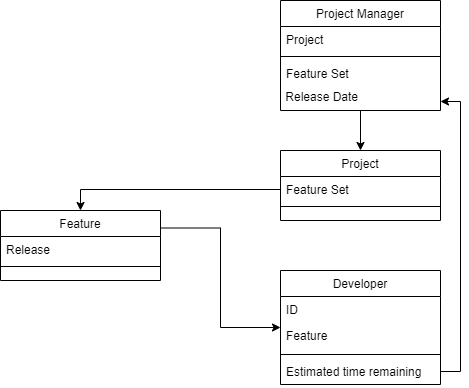 Project Manager
Project
Feature Set
Release Date
Project
Feature Set
Feature
Release
Developer
ID
Feature
Estimated time remaining